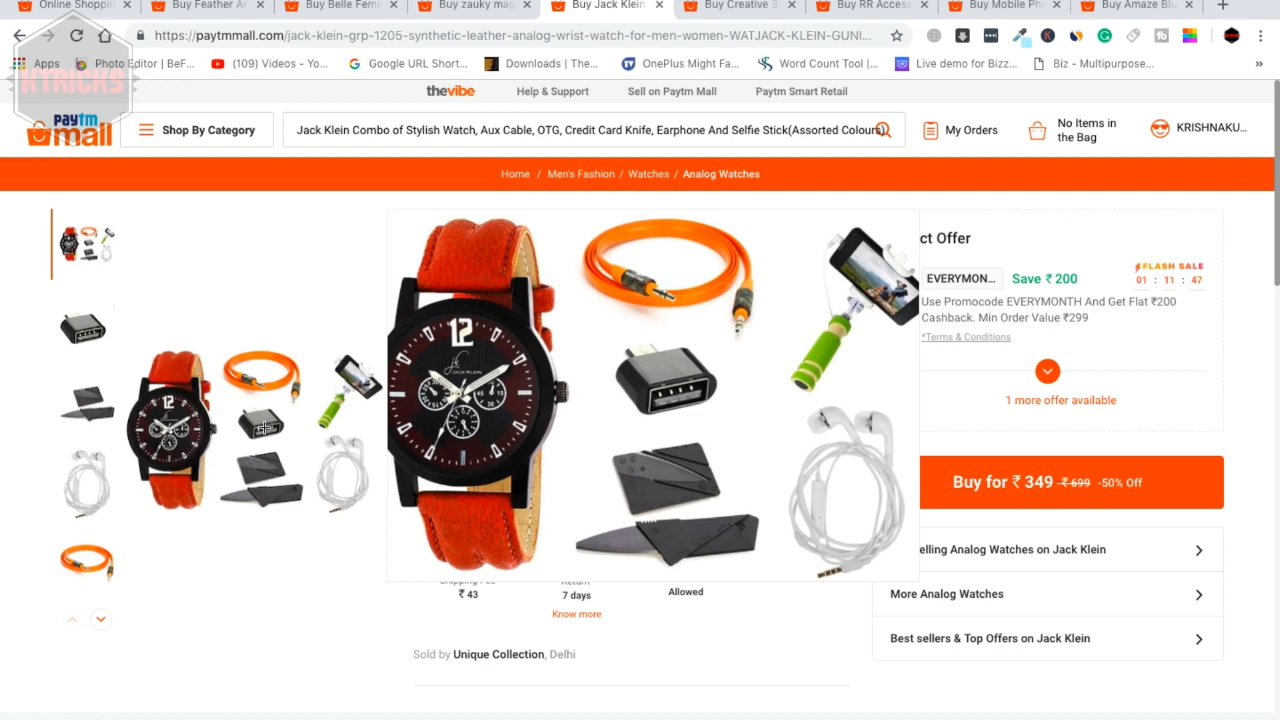 Online Shoppin
Buy Feather Ar
Buy Belle Femm
Buy zauky mag
Buy Jack Klein
Buy Creative 3
Buy RR Access
Buy Mobile Ph
Buy Amaze Blu
https://paytmmall.com/jack-klein-grp-1205-synthetic-leather-analog-wrist-watch-for-men-women-WATJACK-KLEIN-GUNI...
Apps
Photo Editor | BeF...
(109) Videos - Yo...
Google URL Short...
Downloads | The...
OnePlus Might Fa...
Word Count Tool |...
Live demo for Bizz...
Biz - Multipurpose...
KTRICKS
thevibe
Help & Support
Sell on Paytm Mall
Paytm Smart Retail
paytm
mall
Shop By Category
Jack Klein Combo of Stylish Watch, Aux Cable, OTG, Credit Card Knife, Earphone And Selfie Stick(Assorted Colours)
My Orders
No Items in
the Bag
KRISHNAKU...
Home / Men's Fashion / Watches / Analog Watches
12
JACK KLEIN
ct Offer
FLASH SALE
EVERYMON...
Save ₹ 200
01 : 11 : 47
Use Promocode EVERYMONTH And Get Flat ₹200
Cashback. Min Order Value ₹299
*Terms & Conditions
1 more offer available
Buy for ₹ 349 ₹ 699 -50% Off
elling Analog Watches on Jack Klein
More Analog Watches
Best sellers & Top Offers on Jack Klein
Shipping Fee
₹ 43
Return
7 days
Allowed
Know more
Sold by Unique Collection, Delhi